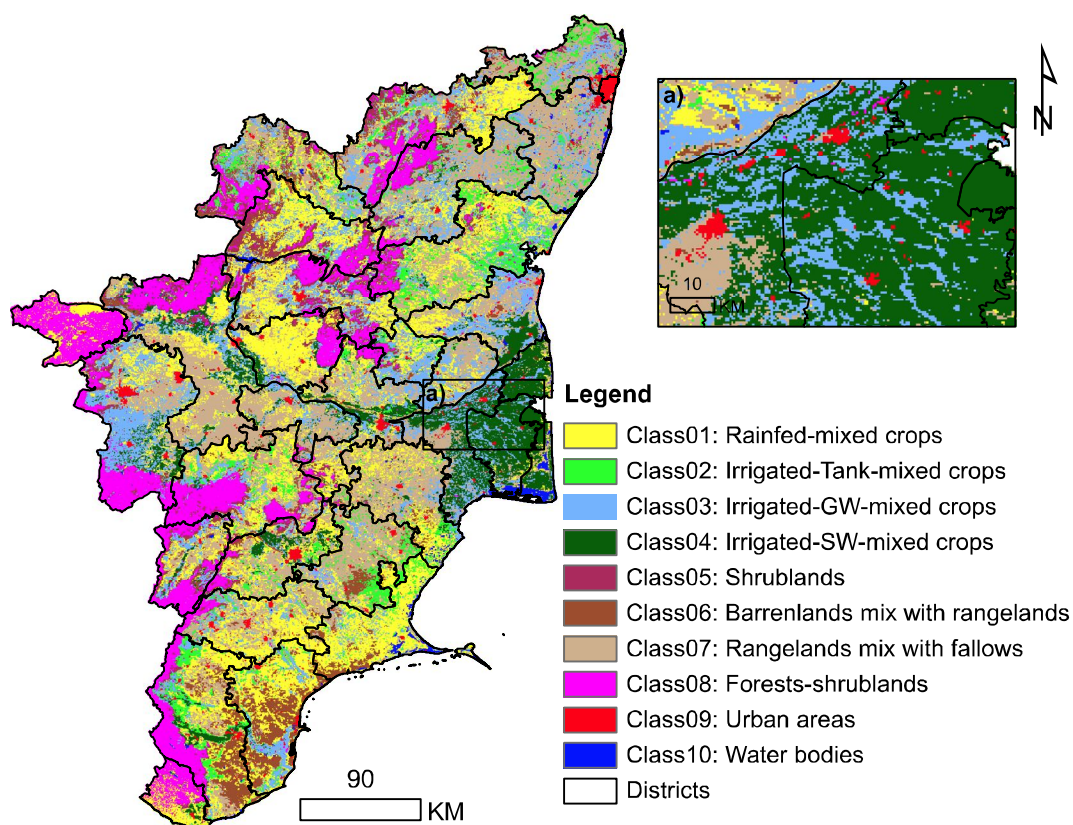 a)
N
10
KM
a)
Legend
Class01: Rainfed-mixed crops
Class02: Irrigated-Tank-mixed crops
Class03: Irrigated-GW-mixed crops
Class04: Irrigated-SW-mixed crops
Class05: Shrublands
Class06: Barrenlands mix with rangelands
Class07: Rangelands mix with fallows
Class08: Forests-shrublands
Class09: Urban areas
Class10: Water bodies
Districts
90
KM